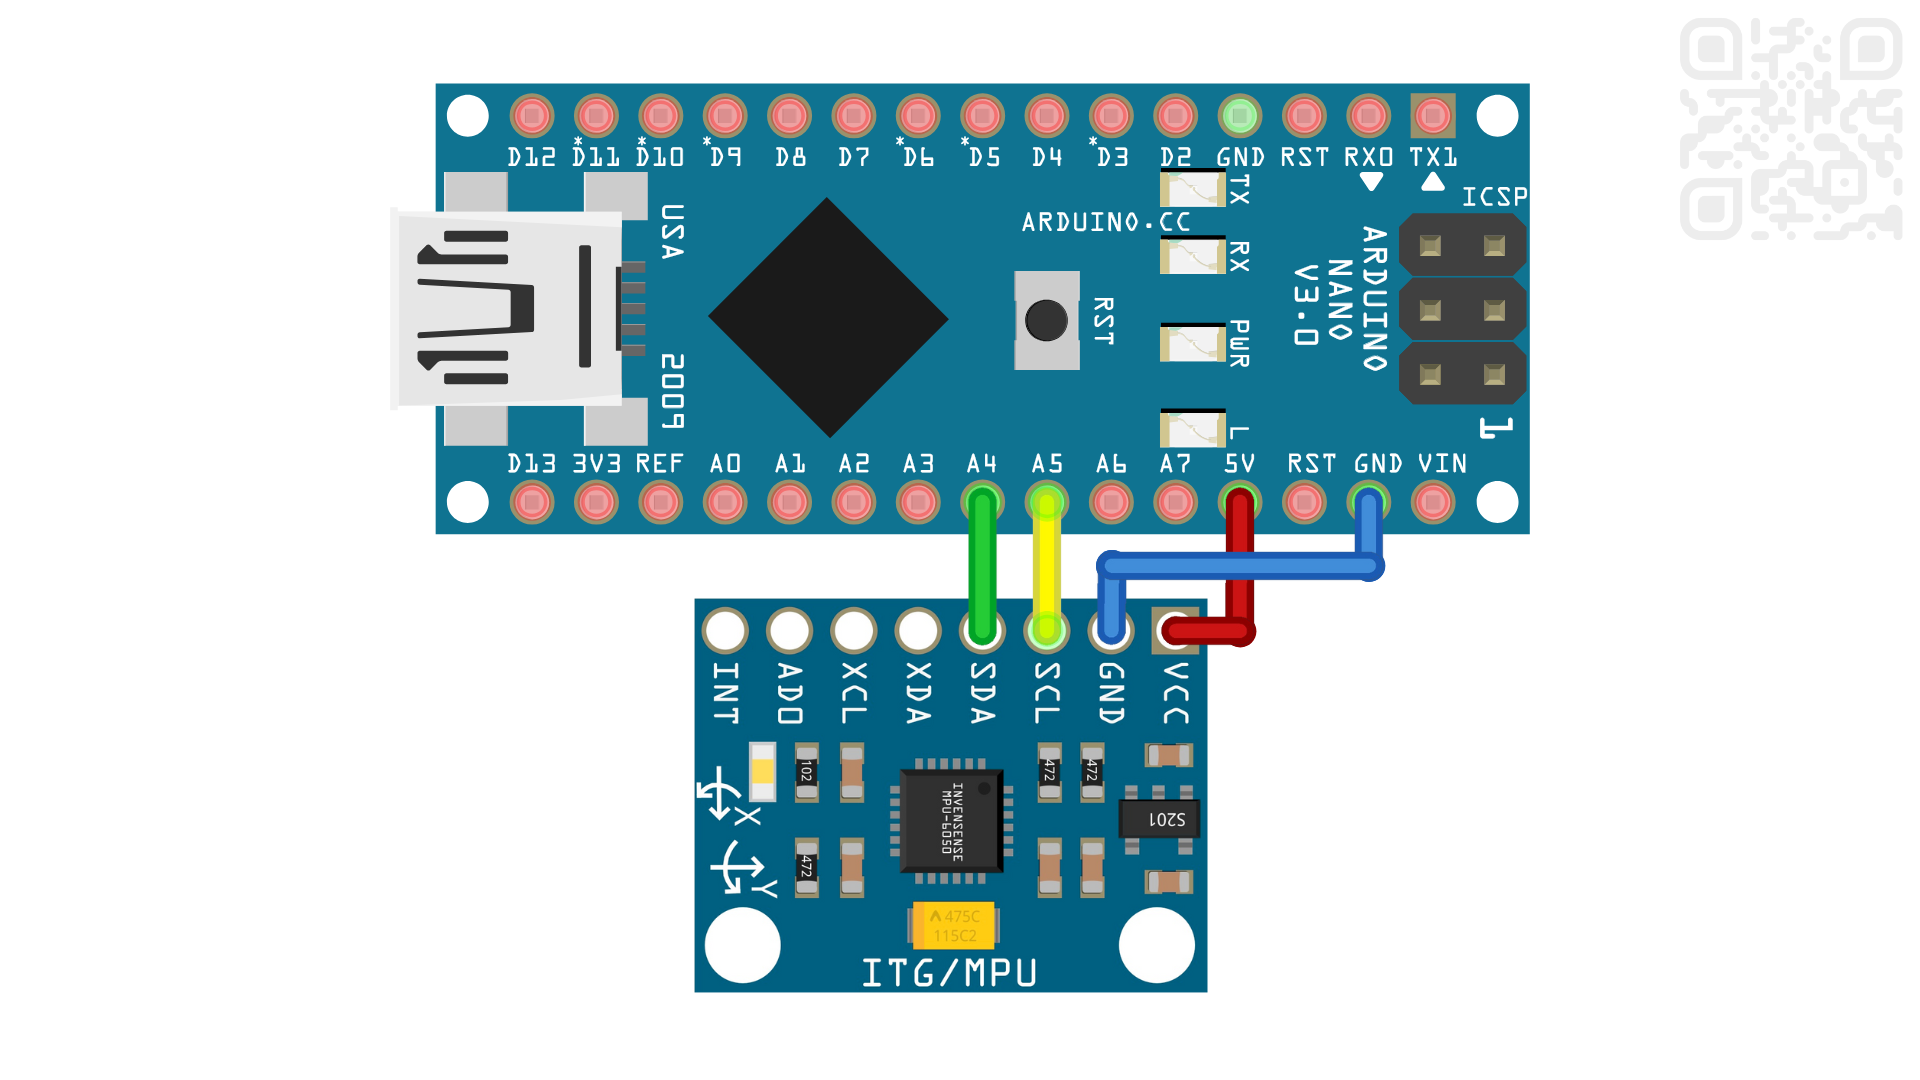 D12 *D11 *D10 *D9 D8 D7 *D6 *D5 D4 *D3 D2 GND RST RX0 TX1
ICSP
USA
ARDUINO.CC
TX
RX
ARDUINO
NANO
V3.0
RST
PWR
2009
L
1
D13 3V3 REF A0 A1 A2 A3 A4 A5 A6 A7 5V RST GND VIN
INT AD0 XCL XDA SDA SCL GND VCC
102
472
472
INVENSENSE
MPU-6050
S201
X
472
Y
475C
115C2
ITG/MPU